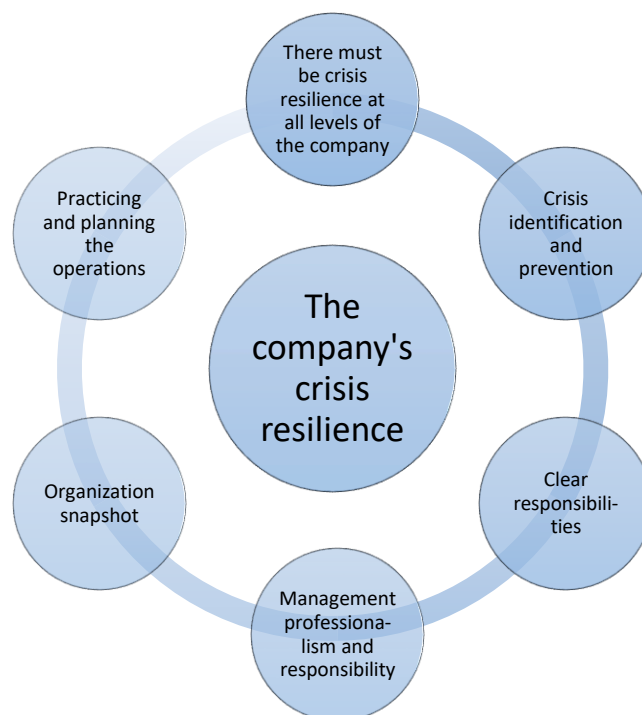 There must
be crisis
resilience at
all levels of
the company
Crisis
identification
and
prevention
Clear
responsibili-
ties
Management
professiona-
lism and
responsibility
Organization
snapshot
Practicing
and planning
the
operations
The
company's
crisis
resilience